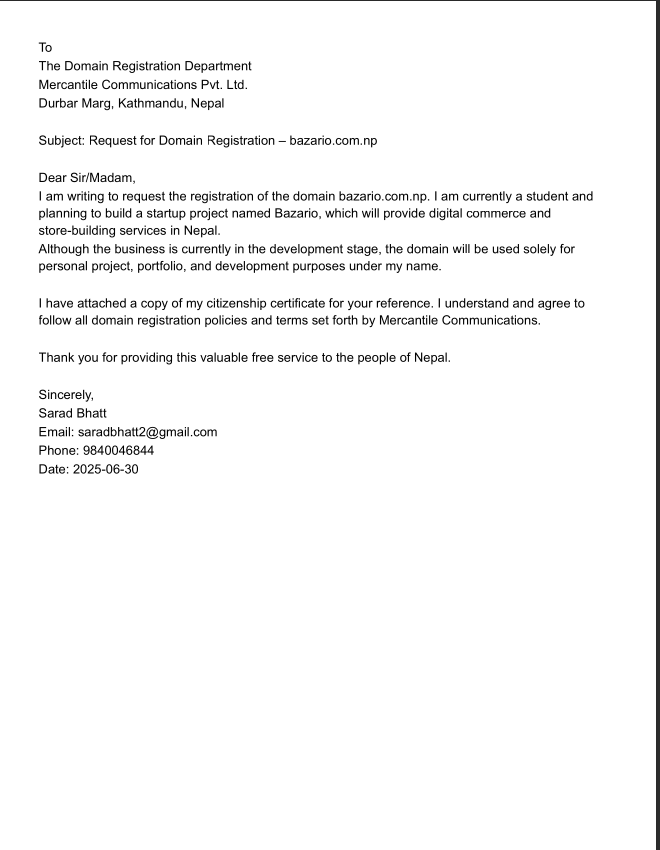 To
The Domain Registration Department
Mercantile Communications Pvt. Ltd.
Durbar Marg, Kathmandu, Nepal
Subject: Request for Domain Registration – bazario.com.np
Dear Sir/Madam,
I am writing to request the registration of the domain bazario.com.np. I am currently a student and
planning to build a startup project named Bazario, which will provide digital commerce and
store-building services in Nepal.
Although the business is currently in the development stage, the domain will be used solely for
personal project, portfolio, and development purposes under my name.
I have attached a copy of my citizenship certificate for your reference. I understand and agree to
follow all domain registration policies and terms set forth by Mercantile Communications.
Thank you for providing this valuable free service to the people of Nepal.
Sincerely,
Sarad Bhatt
Email: saradbhatt2@gmail.com
Phone: 9840046844
Date: 2025-06-30